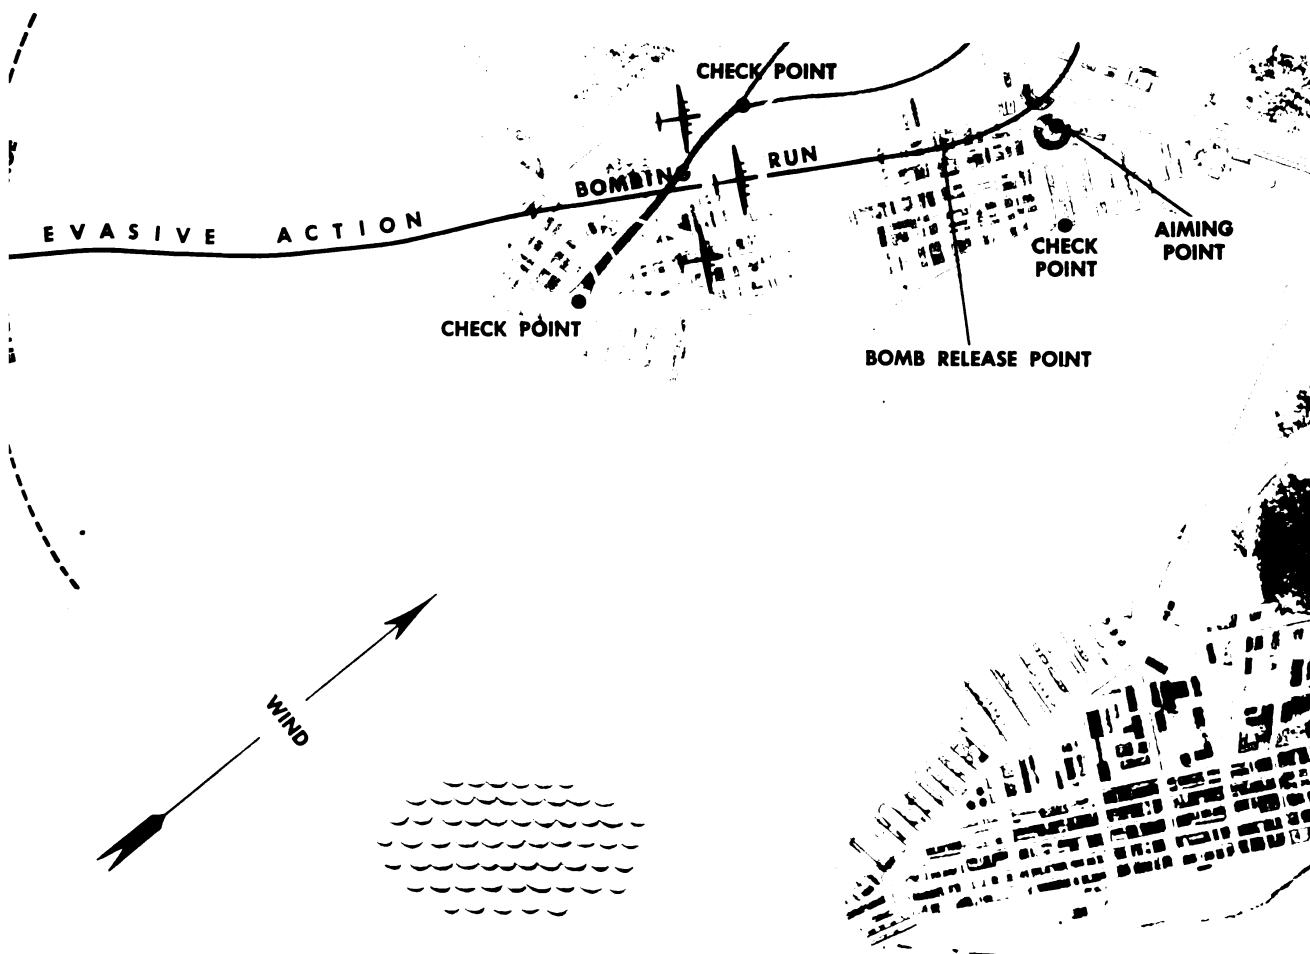 CHECK POINT
BOMBING RUN
EVASIVE ACTION
AIMING
POINT
CHECK
POINT
CHECK POINT
BOMB RELEASE POINT
WIND